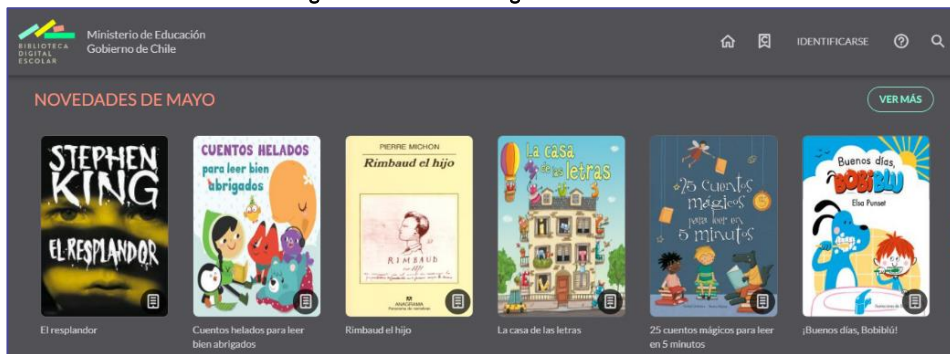 BIBLIOTECA
DIGITAL
ESCOLAR
Ministerio de Educación
Gobierno de Chile
IDENTIFICARSE
NOVEDADES DE MAYO
VER MÁS
STEPHEN
KING
EL RESPLANDOR
El resplandor
CUENTOS HELADOS
para leer bien
abrigados
Cuentos helados para leer
bien abrigados
PIERRE MICHON
Rimbaud el hijo
RIMBAUD
ANAGRAMA
Panorama de narrativas
Rimbaud el hijo
La casa
de las letras
La casa de las letras
25 cuentos
mágicos
para leer en
5 minutos
25 cuentos mágicos para leer
en 5 minutos
Buenos días,
BOBIBLÚ
Elsa Punset
¡Buenos días, Bobiblú!